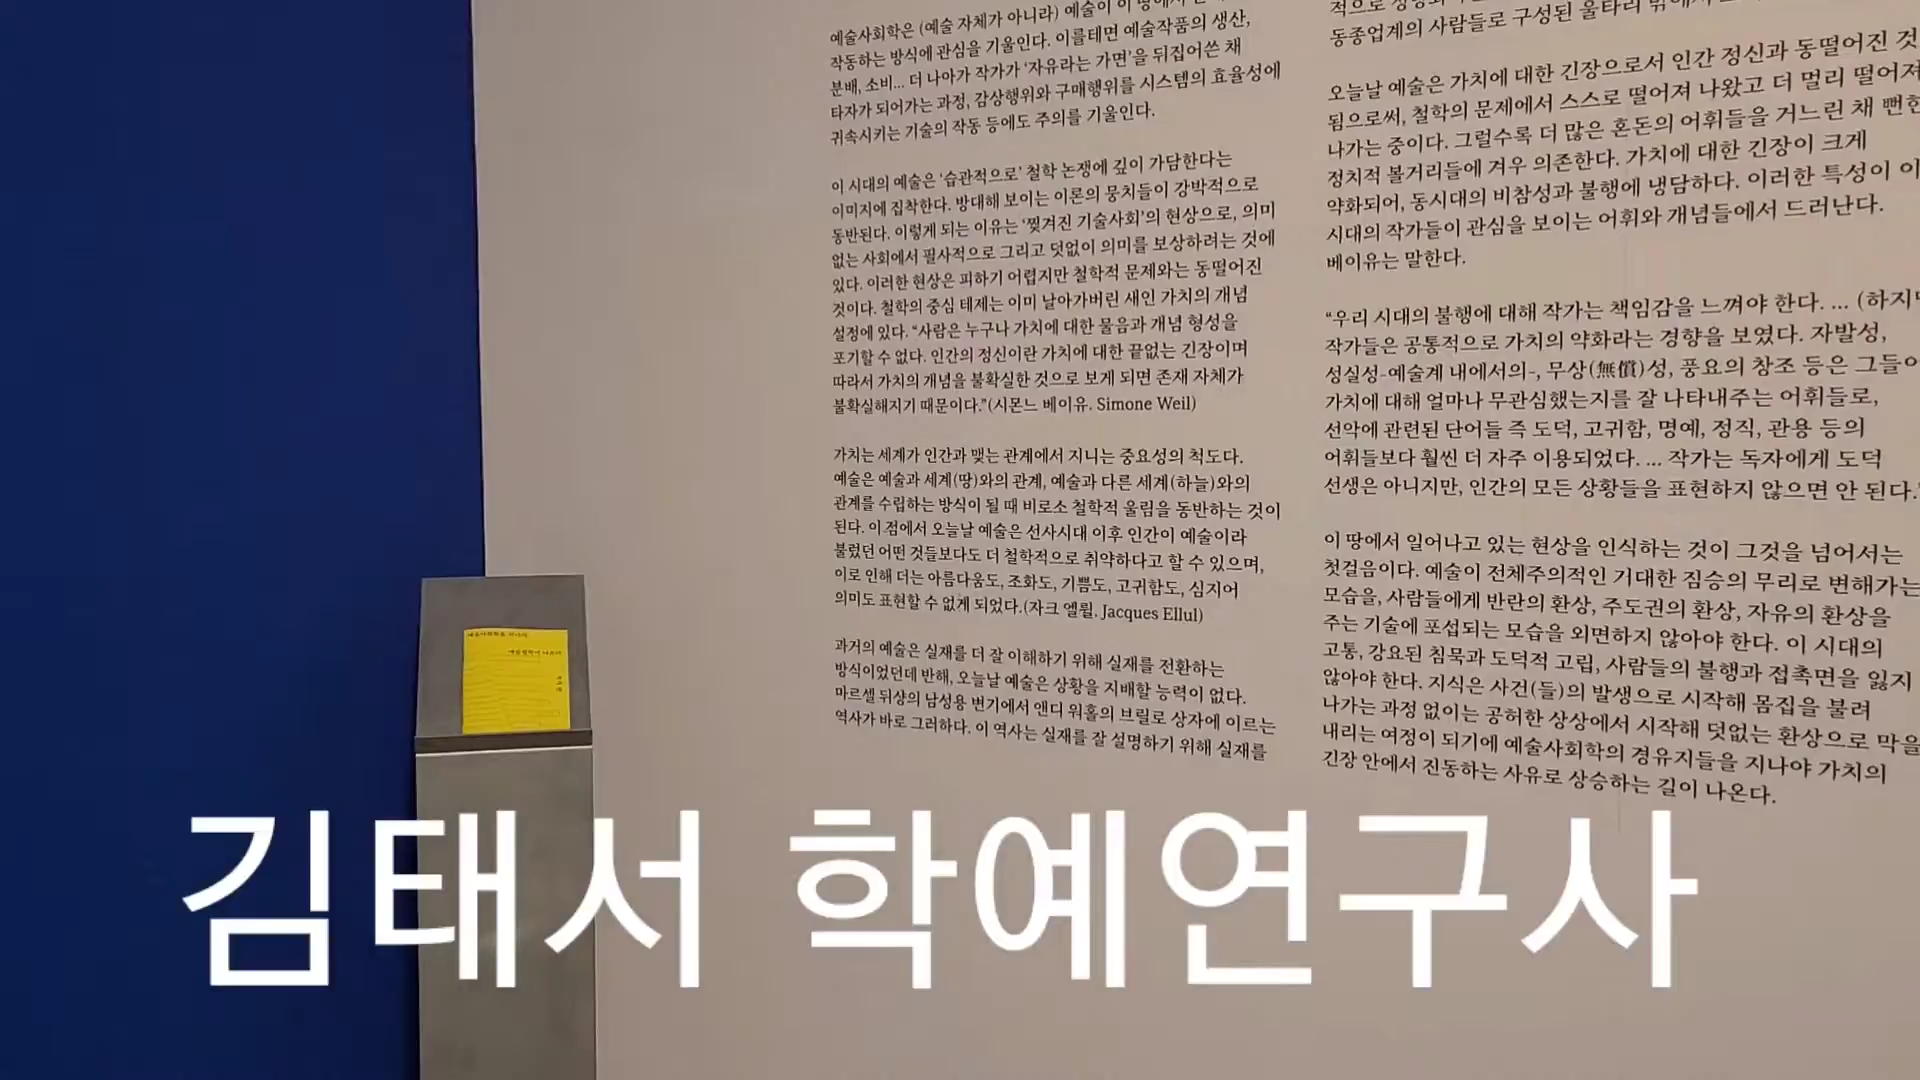 예술사회학은 (예술 자체가 아니라) 예술이 이 땅에서
작동하는 방식에 관심을 기울인다. 이를테면 예술작품의 생산,
분배, 소비... 더 나아가 작가가 '자유라는 가면'을 뒤집어쓴 채
타자가 되어가는 과정, 감상행위와 구매행위를 시스템의 효율성에
귀속시키는 기술의 작동 등에도 주의를 기울인다.
이 시대의 예술은 '습관적으로' 철학 논쟁에 깊이 가담한다는
이미지에 집착한다. 방대해 보이는 이론의 뭉치들이 강박적으로
동반된다. 이렇게 되는 이유는 '찢겨진 기술사회'의 현상으로, 의미
없는 사회에서 필사적으로 그리고 덧없이 의미를 보상하려는 것에
있다. 이러한 현상은 피하기 어렵지만 철학적 문제와는 동떨어진
것이다. 철학의 중심 테제는 이미 날아가버린 새인 가치의 개념
설정에 있다. “사람은 누구나 가치에 대한 물음과 개념 형성을
포기할 수 없다. 인간의 정신이란 가치에 대한 끝없는 긴장이며
따라서 가치의 개념을 불확실한 것으로 보게 되면 존재 자체가
불확실해지기 때문이다.”(시몬느 베이유. Simone Weil)
가치는 세계가 인간과 맺는 관계에서 지니는 중요성의 척도다.
예술은 예술과 세계(땅)와의 관계, 예술과 다른 세계(하늘)와의
관계를 수립하는 방식이 될 때 비로소 철학적 울림을 동반하는 것이
된다. 이 점에서 오늘날 예술은 선사시대 이후 인간이 예술이라
불렀던 어떤 것들보다도 더 철학적으로 취약하다고 할 수 있으며,
이로 인해 더는 아름다움도, 조화도, 기쁨도, 고귀함도, 심지어
의미도 표현할 수 없게 되었다.(자크 엘륄. Jacques Ellul)
과거의 예술은 실재를 더 잘 이해하기 위해 실재를 전환하는
방식이었던데 반해, 오늘날 예술은 상황을 지배할 능력이 없다.
마르셀 뒤샹의 남성용 변기에서 앤디 워홀의 브릴로 상자에 이르는
역사가 바로 그러하다. 이 역사는 실재를 잘 설명하기 위해 실재를
동종업계의 사람들로 구성된 울타리 밖에서
오늘날 예술은 가치에 대한 긴장으로서 인간 정신과 동떨어진 것
됨으로써, 철학의 문제에서 스스로 떨어져 나왔고 더 멀리 떨어져
나가는 중이다. 그럴수록 더 많은 혼돈의 어휘들을 거느린 채 뻔한
정치적 볼거리들에 겨우 의존한다. 가치에 대한 긴장이 크게
약화되어, 동시대의 비참성과 불행에 냉담하다. 이러한 특성이 이
시대의 작가들이 관심을 보이는 어휘와 개념들에서 드러난다.
베이유는 말한다.
“우리 시대의 불행에 대해 작가는 책임감을 느껴야 한다. ... (하지만
작가들은 공통적으로 가치의 약화라는 경향을 보였다. 자발성,
성실성-예술계 내에서의-, 무상(無償)성, 풍요의 창조 등은 그들이
가치에 대해 얼마나 무관심했는지를 잘 나타내주는 어휘들로,
선악에 관련된 단어들 즉 도덕, 고귀함, 명예, 정직, 관용 등의
어휘들보다 훨씬 더 자주 이용되었다. ... 작가는 독자에게 도덕
선생은 아니지만, 인간의 모든 상황들을 표현하지 않으면 안 된다.”
이 땅에서 일어나고 있는 현상을 인식하는 것이 그것을 넘어서는
첫걸음이다. 예술이 전체주의적인 거대한 짐승의 무리로 변해가는
모습을, 사람들에게 반란의 환상, 주도권의 환상, 자유의 환상을
주는 기술에 포섭되는 모습을 외면하지 않아야 한다. 이 시대의
고통, 강요된 침묵과 도덕적 고립, 사람들의 불행과 접촉면을 잃지
않아야 한다. 지식은 사건(들)의 발생으로 시작해 몸집을 불려
나가는 과정 없이는 공허한 상상에서 시작해 덧없는 환상으로 막을
내리는 여정이 되기에 예술사회학의 경유지들을 지나야 가치의
긴장 안에서 진동하는 사유로 상승하는 길이 나온다.
김태서 학예연구사